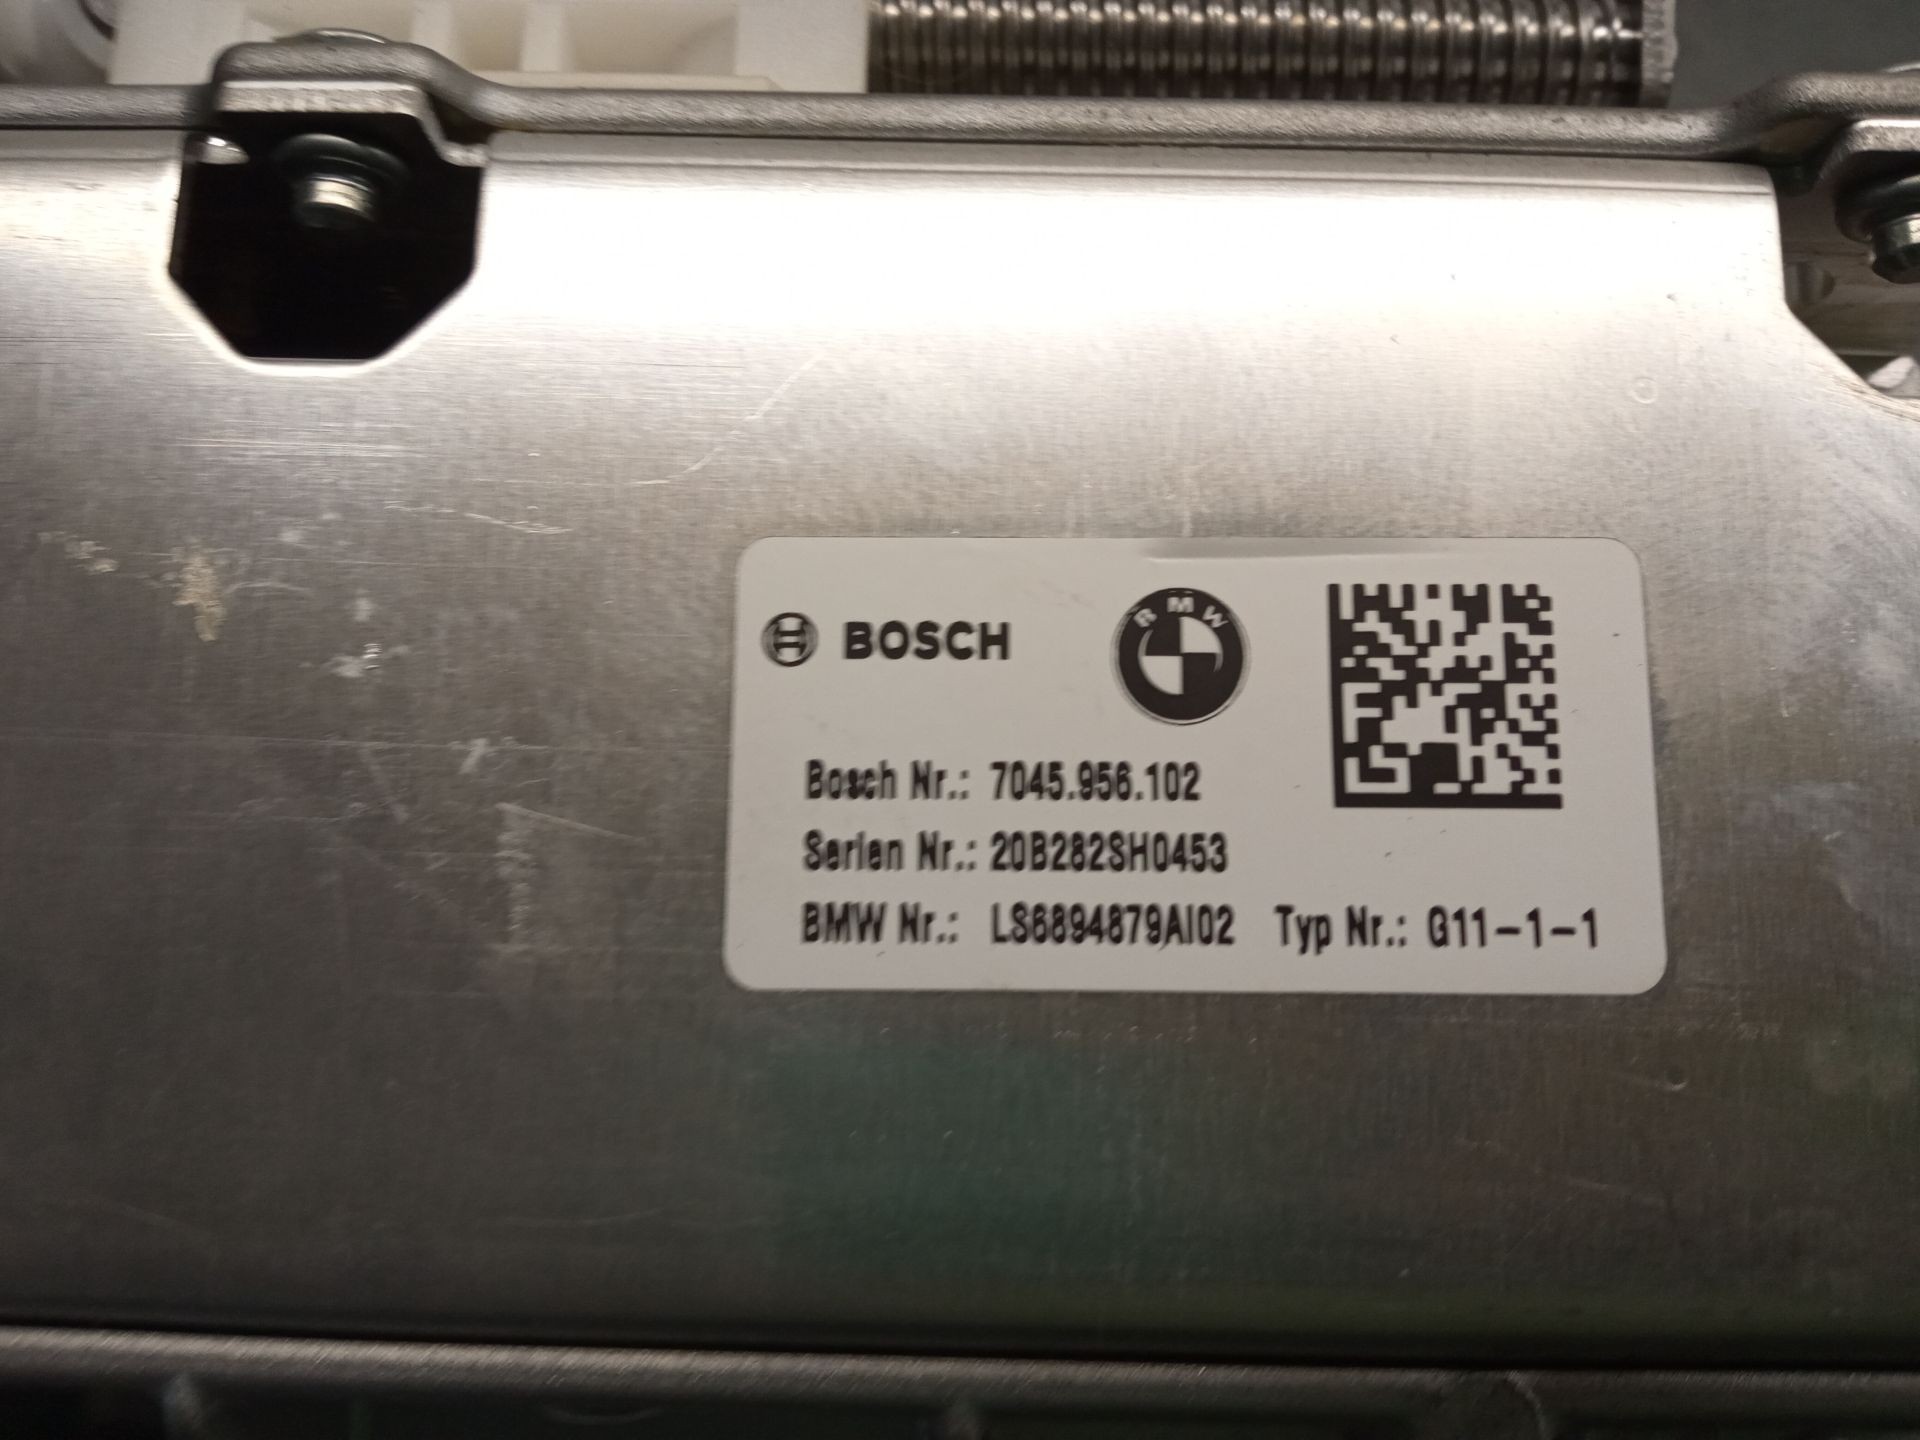 BOSCH
BMW
Bosch Nr.: 7045.956.102
Serien Nr.: 20B282SH0453
BMW Nr.: LS6894879AI02 Typ Nr.: G11-1-1